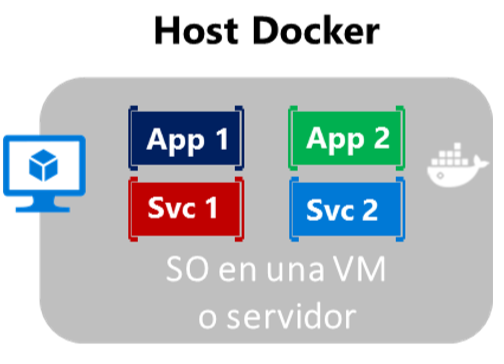 Host Docker
App 1
App 2
Svc 1
Svc 2
SO en una VM
o servidor